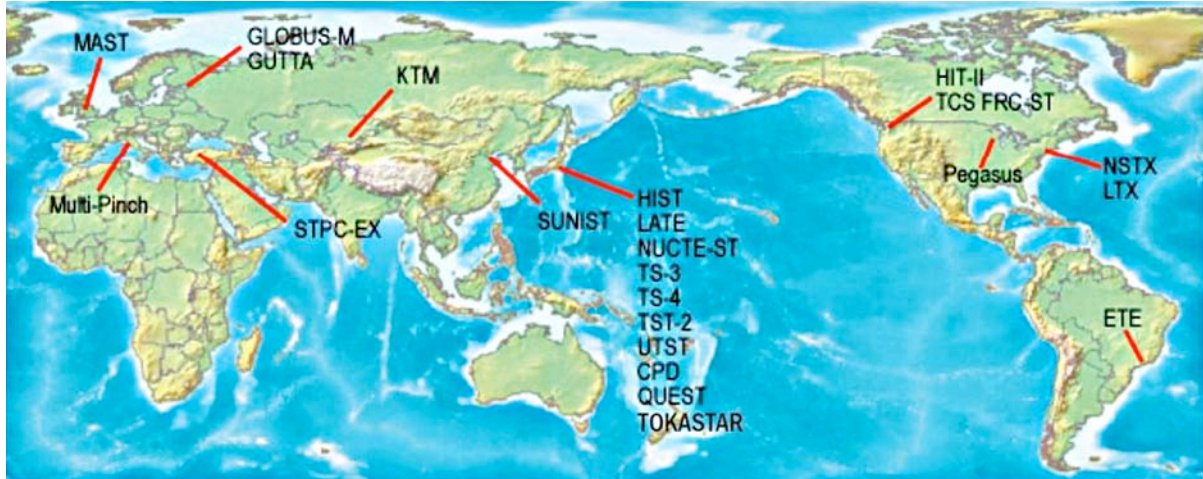 MAST
GLOBUS-M
GUTTA
KTM
HIT-II
TCS FRC-ST
Multi-Pinch
STPC-EX
SUNIST
HIST
LATE
NUCTE-ST
TS-3
TS-4
TST-2
UTST
CPD
QUEST
TOKASTAR
Pegasus
NSTX
LTX
ETE